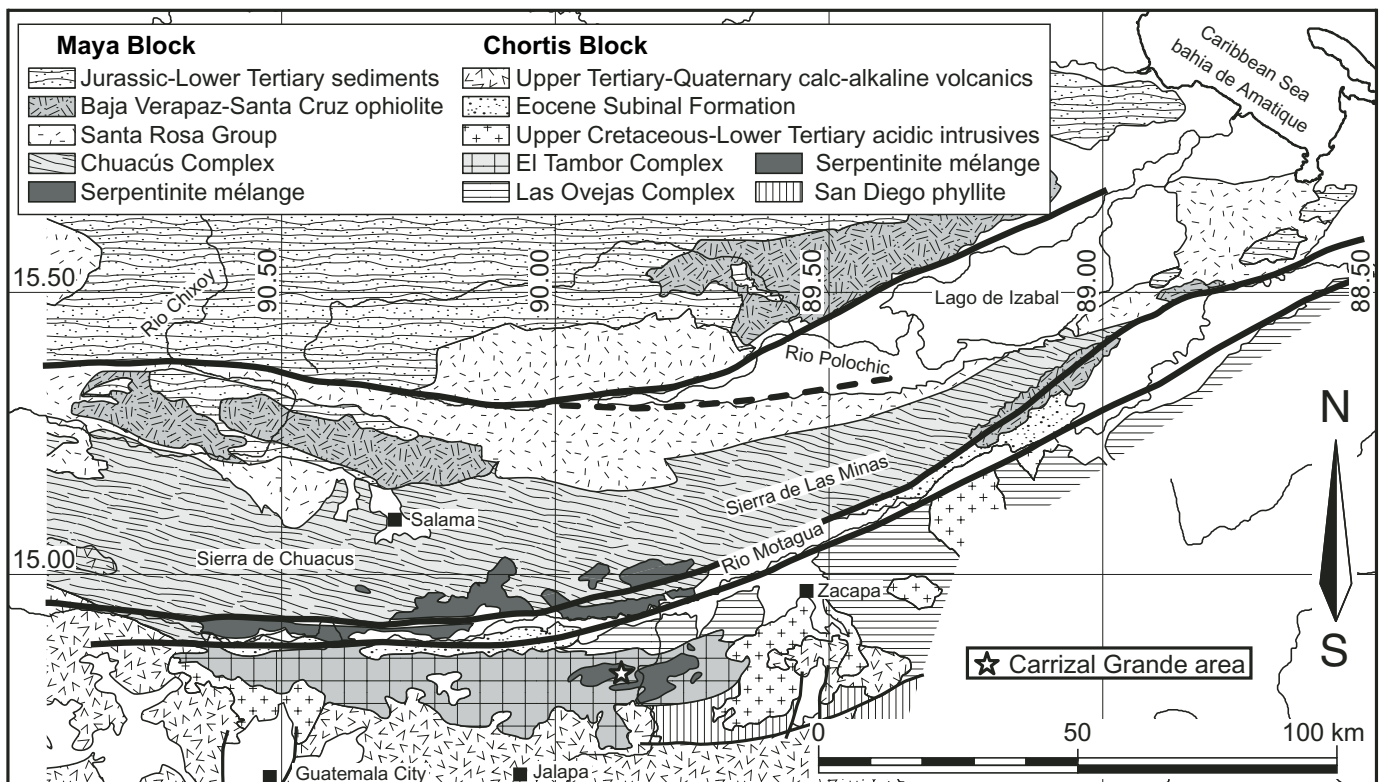 Maya Block
Chortis Block
Jurassic-Lower Tertiary sediments
Upper Tertiary-Quaternary calc-alkaline volcanics
Baja Verapaz-Santa Cruz ophiolite
Eocene Subinal Formation
Santa Rosa Group
Upper Cretaceous-Lower Tertiary acidic intrusives
Chuacús Complex
El Tambor Complex
Serpentinite mélange
Serpentinite mélange
Las Ovejas Complex
San Diego phyllite
Caribbean Sea
bahia de Amatique
15.50
Rio Chixoy
90.50
90.00
89.50
Lago de Izabal
89.00
88.50
Rio Polochic
N
Sierra de Las Minas
Salama
15.00
Sierra de Chuacus
Rio Motagua
Zacapa
S
Carrizal Grande area
0
50
100 km
Guatemala City
Jalapa